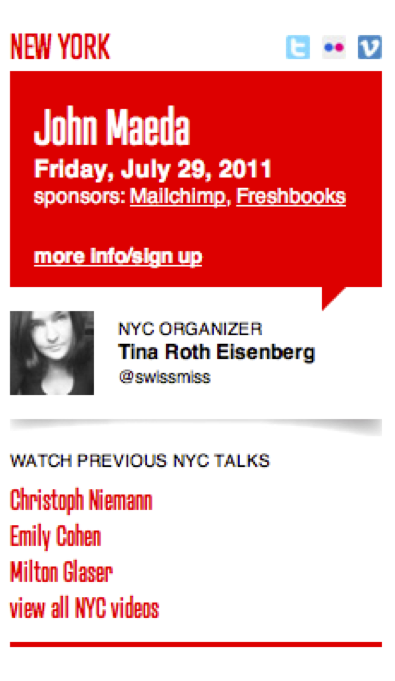 NEW YORK
John Maeda
Friday, July 29, 2011
sponsors: Mailchimp, Freshbooks
more info/sign up
NYC ORGANIZER
Tina Roth Eisenberg
@swissmiss
WATCH PREVIOUS NYC TALKS
Christoph Niemann
Emily Cohen
Milton Glaser
view all NYC videos